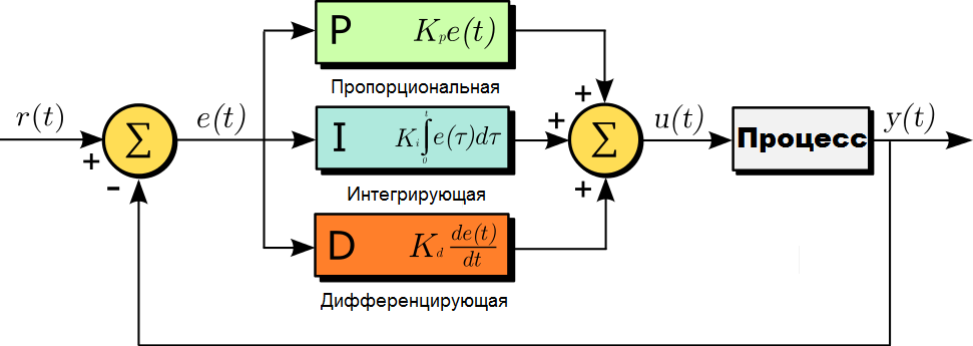 P K_p e(t)
Пропорциональная
r(t)
Σ
e(t)
I K_i ∫_0^t e(τ)dτ
Σ
u(t)
Процесс
y(t)
+
-
+
+
+
Интегрирующая
D K_d de(t)/dt
Дифференцирующая